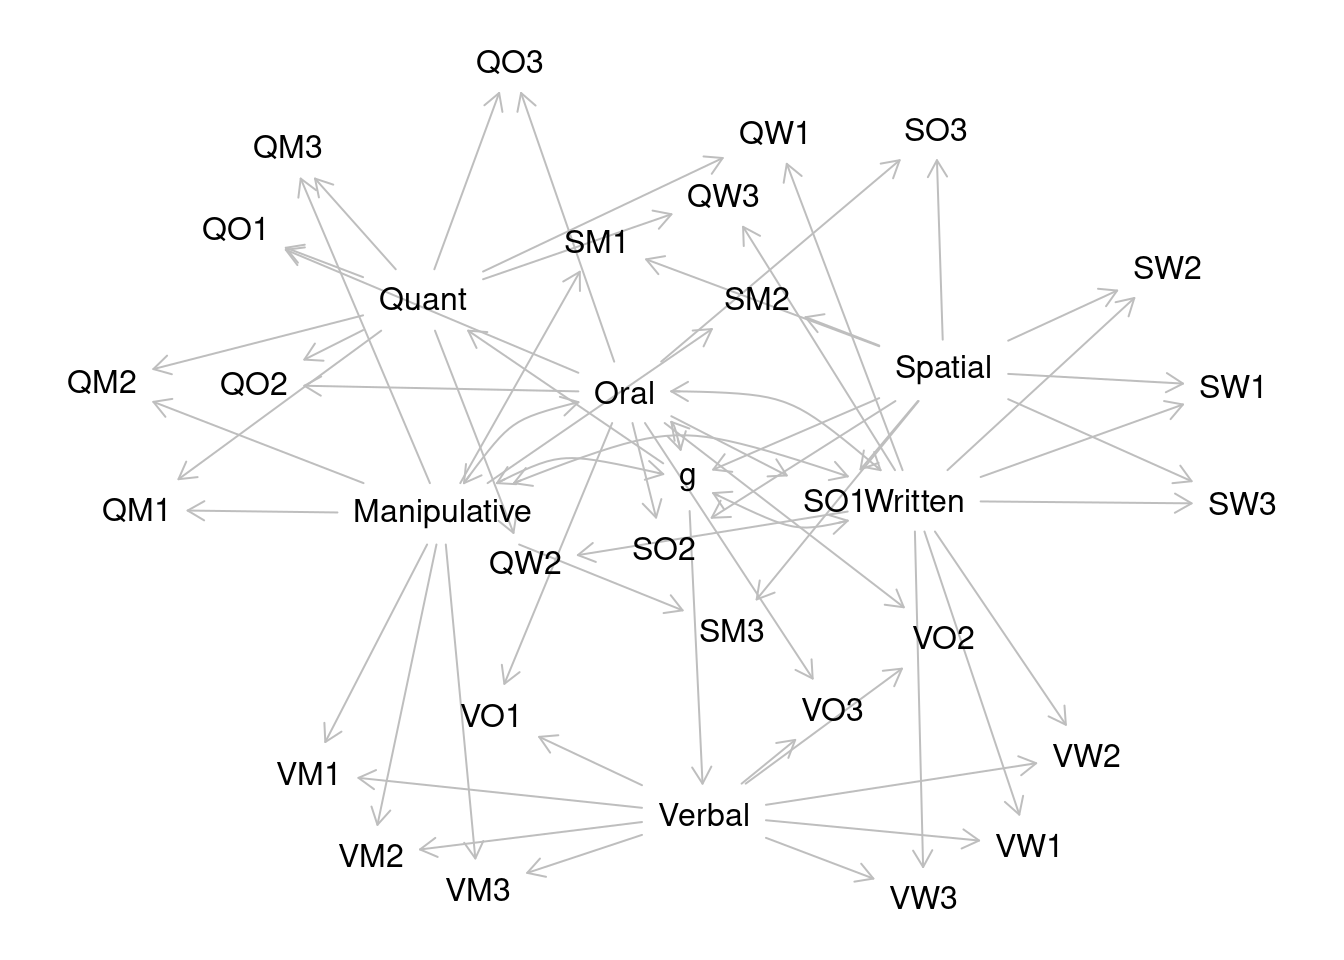 QO3
QW1
SO3
QM3
QW3
QO1
SM1
SW2
Quant
SM2
Spatial
QM2
QO2
SW1
Oral
g
SO1Written
SW3
QM1
Manipulative
SO2
QW2
SM3
VO2
VO3
VO1
VW2
VM1
Verbal
VW1
VM2
VM3
VW3